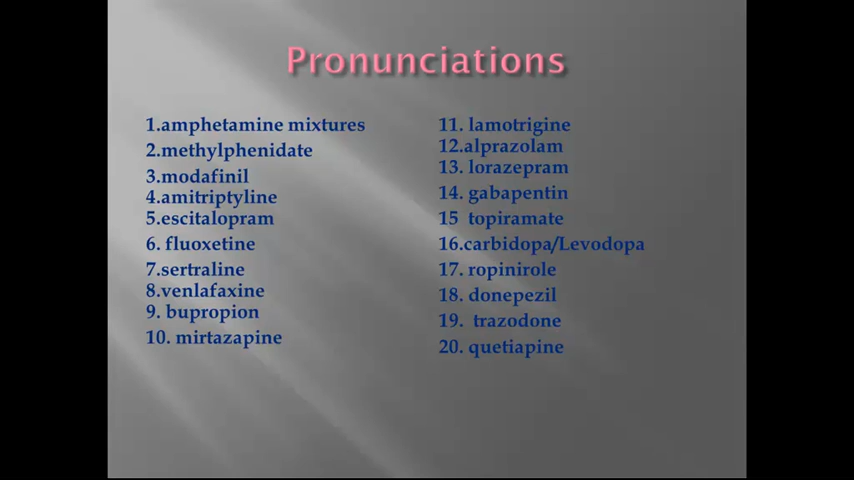 Pronunciations
1.amphetamine mixtures
2.methylphenidate
3.modafinil
4.amitriptyline
5.escitalopram
6. fluoxetine
7.sertraline
8.venlafaxine
9. bupropion
10. mirtazapine
11. lamotrigine
12.alprazolam
13. lorazepram
14. gabapentin
15 topiramate
16.carbidopa/Levodopa
17. ropinirole
18. donepezil
19. trazodone
20. quetiapine